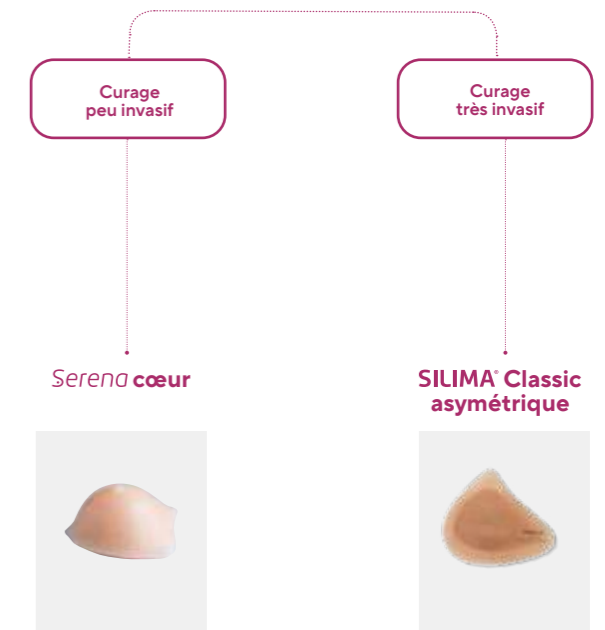 Curage
peu invasif
Curage
très invasif
Serena cœur
SILIMA® Classic
asymétrique